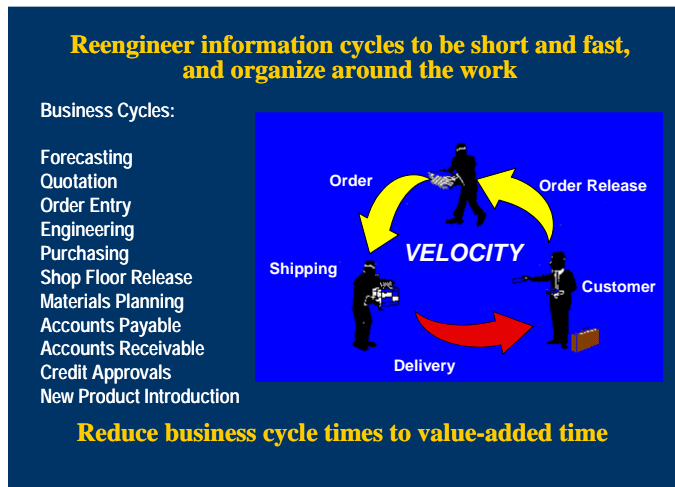 Reengineer information cycles to be short and fast,
and organize around the work
Business Cycles:
Forecasting
Quotation
Order Entry
Engineering
Purchasing
Shop Floor Release
Materials Planning
Accounts Payable
Accounts Receivable
Credit Approvals
New Product Introduction
Order
Order Release
VELOCITY
Shipping
Customer
Delivery
Reduce business cycle times to value-added time